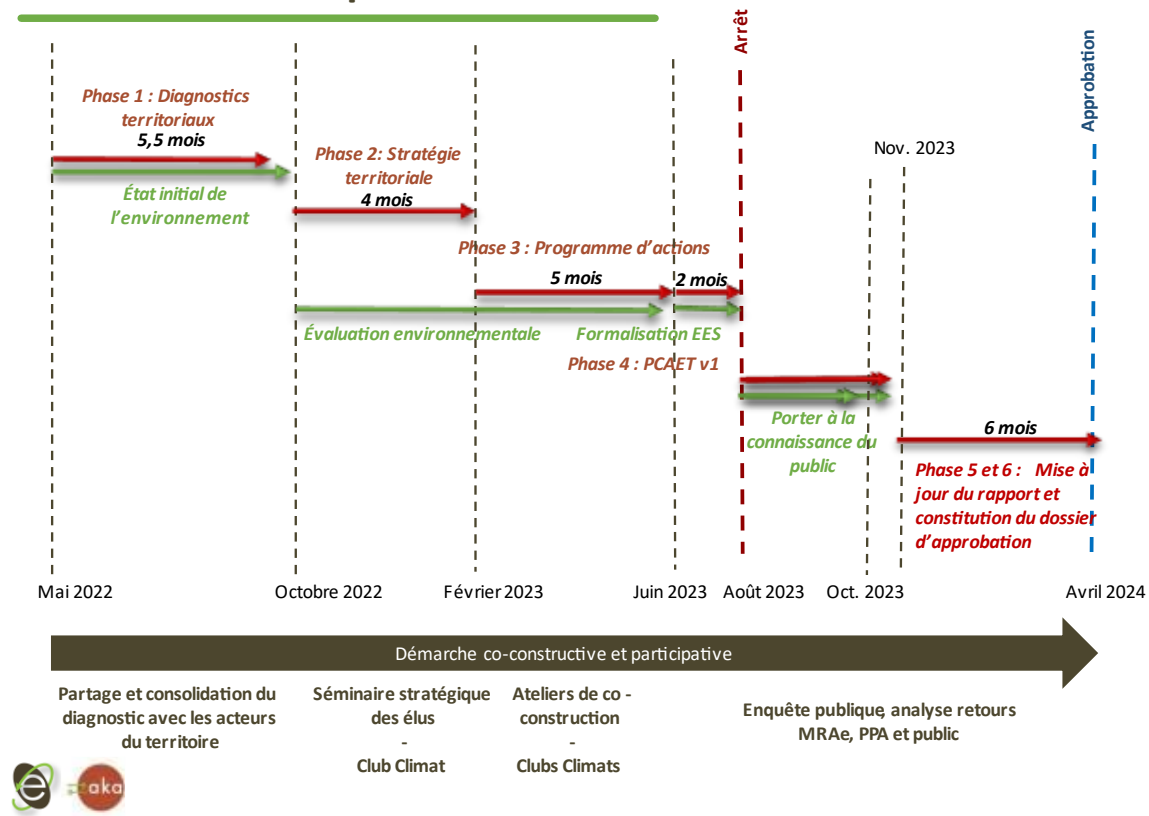 Arrêt
Approbation
Phase 1 : Diagnostics
territoriaux
5,5 mois
État initial de
l’environnement
Phase 2: Stratégie
territoriale
4 mois
Nov. 2023
Phase 3 : Programme d’actions
5 mois
2 mois
Évaluation environnementale
Formalisation EES
Phase 4 : PCAET v1
Porter à la
connaissance du
public
6 mois
Phase 5 et 6 : Mise à
jour du rapport et
constitution du dossier
d’approbation
Mai 2022
Octobre 2022
Février 2023
Juin 2023
Août 2023
Oct. 2023
Avril 2024
Démarche co-constructive et participative
Partage et consolidation du
diagnostic avec les acteurs
du territoire
Séminaire stratégique
des élus
-
Club Climat
Ateliers de co -
construction
-
Clubs Climats
Enquête publique, analyse retours
MRAe, PPA et public
e
aka